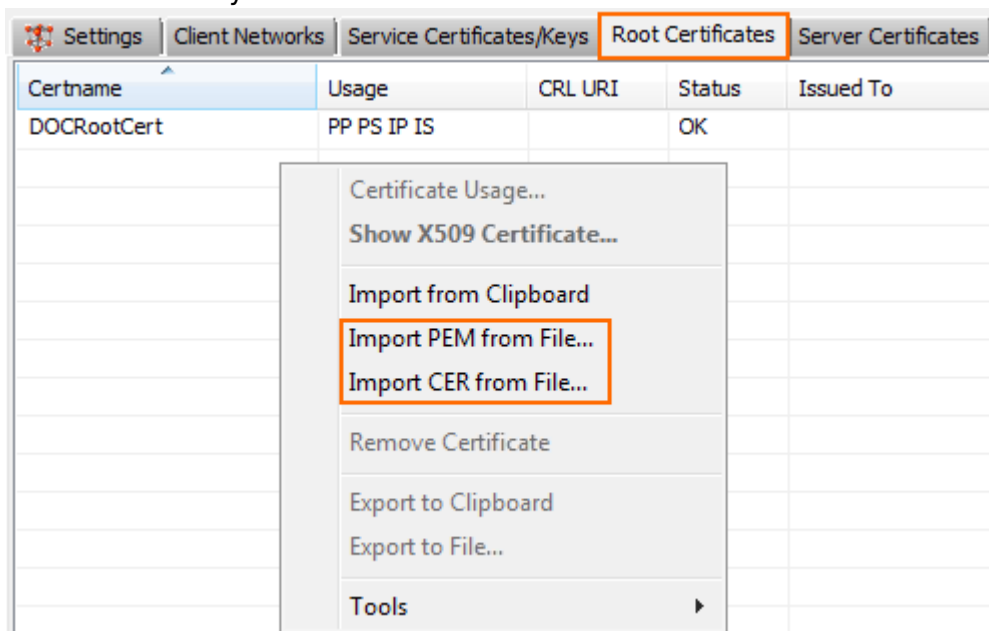 Settings Client Networks Service Certificates/Keys Root Certificates Server Certificates
Certname Usage CRL URI Status Issued To
DOCRootCert PP PS IP IS OK
Certificate Usage...
Show X509 Certificate...
Import from Clipboard
Import PEM from File...
Import CER from File...
Remove Certificate
Export to Clipboard
Export to File...
Tools